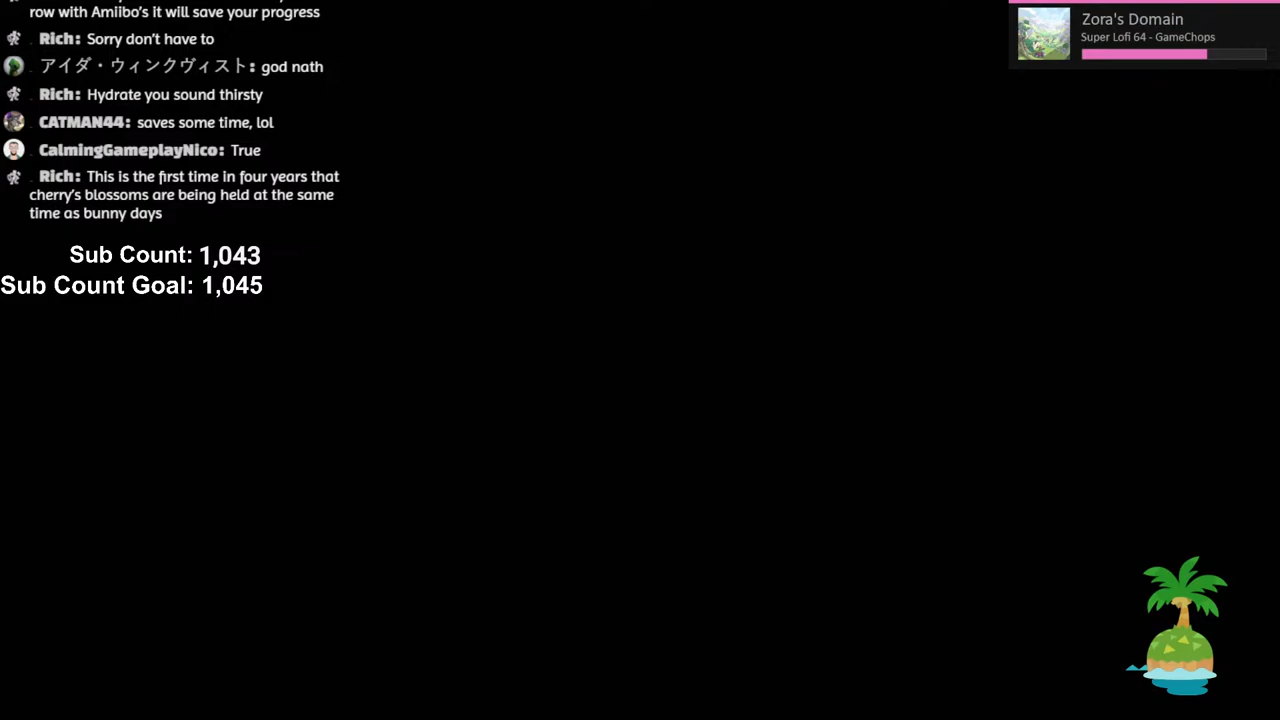 row with Amiibo's it will save your progress
Rich: Sorry don't have to
アイダ・ウィンクヴィスト: god nath
Rich: Hydrate you sound thirsty
CATMAN44: saves some time, lol
CalmingGameplayNico: True
Rich: This is the first time in four years that
cherry's blossoms are being held at the same
time as bunny days
Sub Count: 1,043
Sub Count Goal: 1,045
Zora's Domain
Super Lofi 64 - GameChops